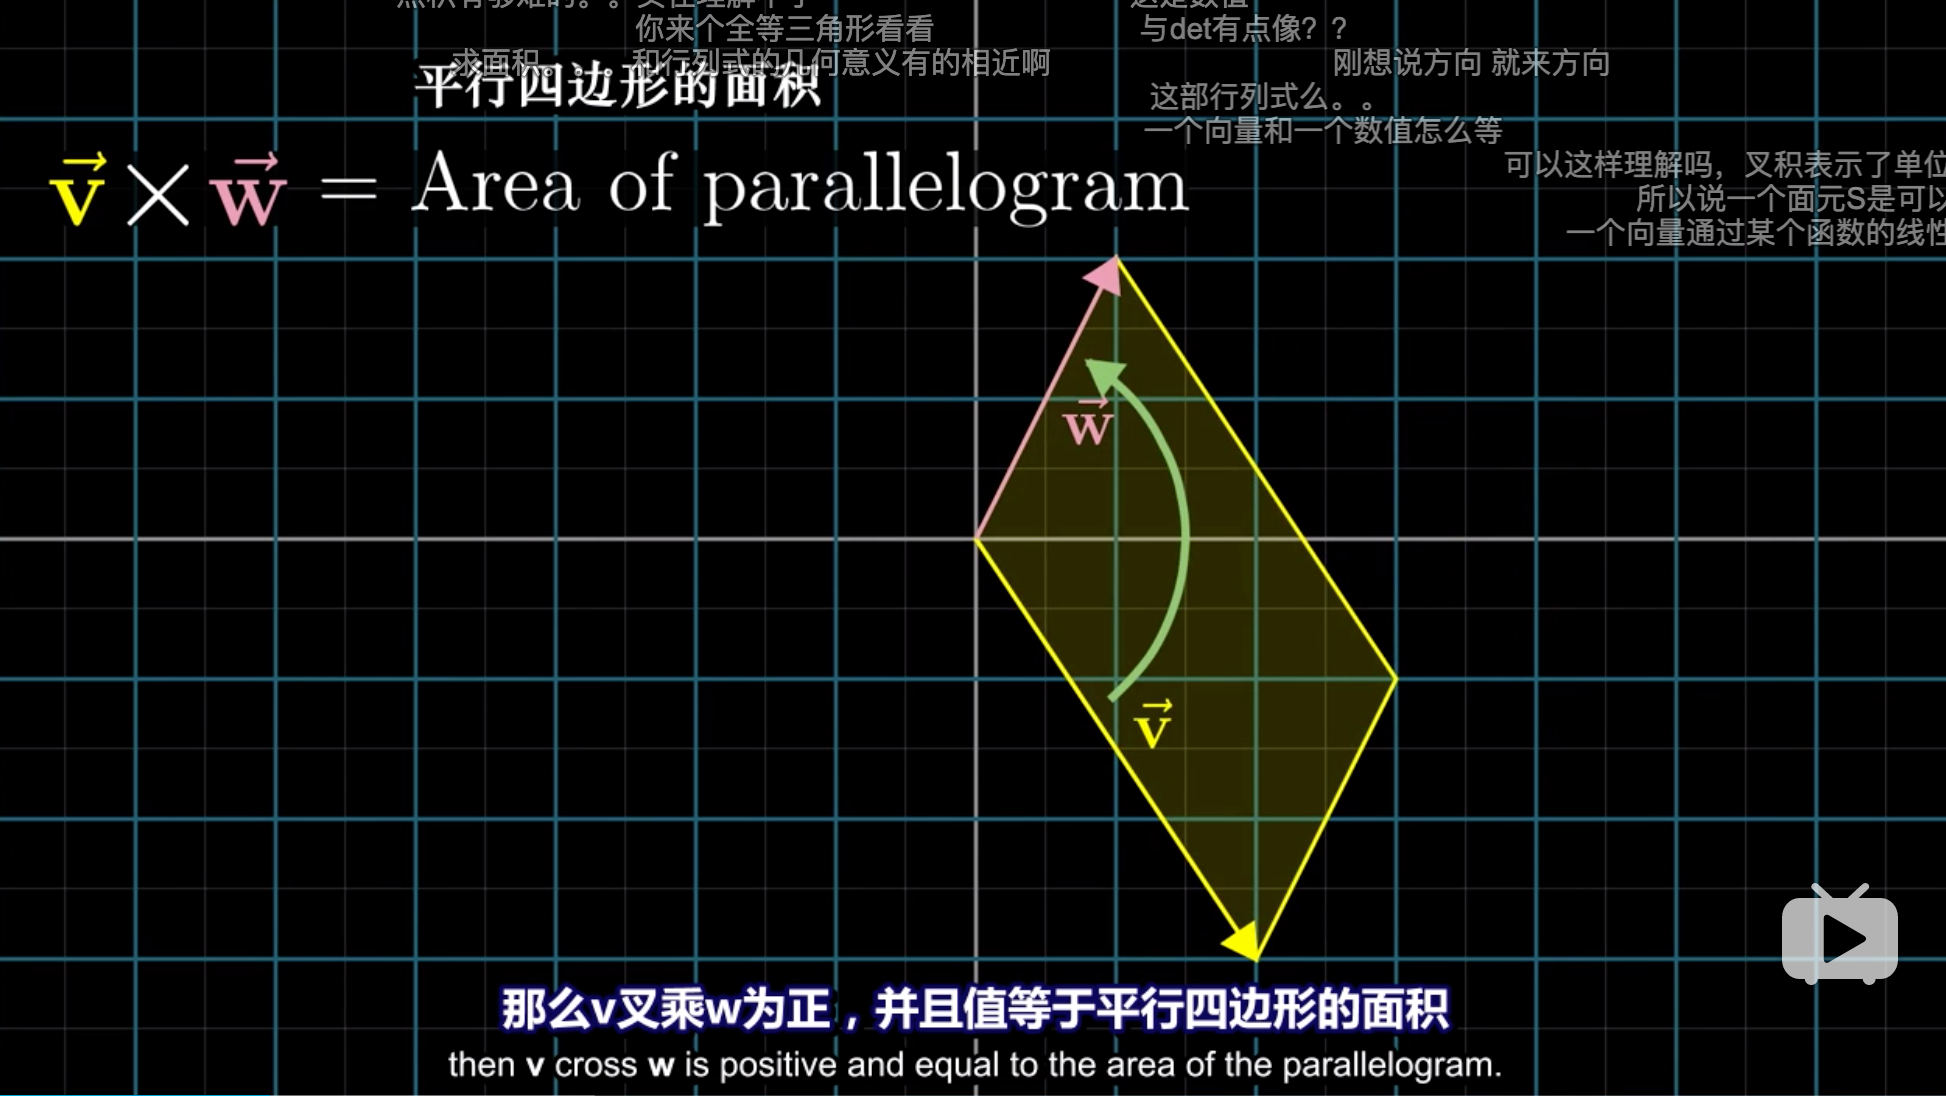 你来个全等三角形看看
与det有点像？？
求面积。。。和行列式的几何意义有的相近啊
刚想说方向 就来方向
平行四边形的面积
这部行列式么。。
一个向量和一个数值怎么等
可以这样理解吗，叉积表示了单位
所以说一个面元S是可以
一个向量通过某个函数的线性
v × w = Area of parallelogram
w
v
那么v叉乘w为正，并且值等于平行四边形的面积
then v cross w is positive and equal to the area of the parallelogram.